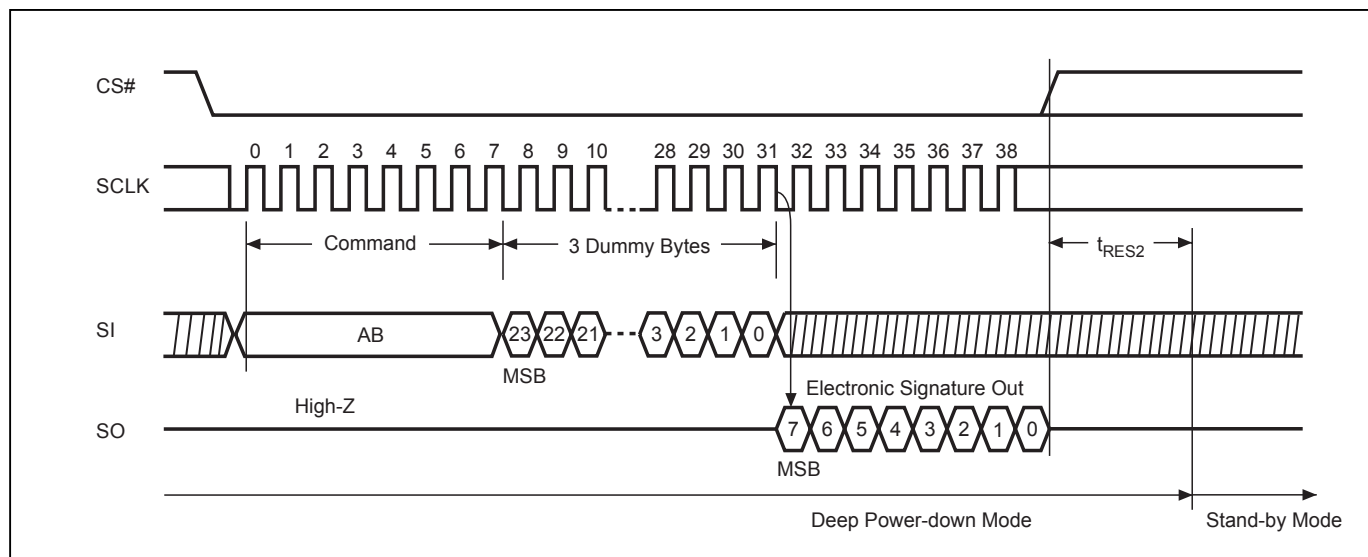 CS#
0 1 2 3 4 5 6 7 8 9 10 28 29 30 31 32 33 34 35 36 37 38
SCLK
Command
3 Dummy Bytes
tRES2
SI
AB
23 22 21 3 2 1 0
MSB
High-Z
Electronic Signature Out
SO
7 6 5 4 3 2 1 0
MSB
Deep Power-down Mode
Stand-by Mode